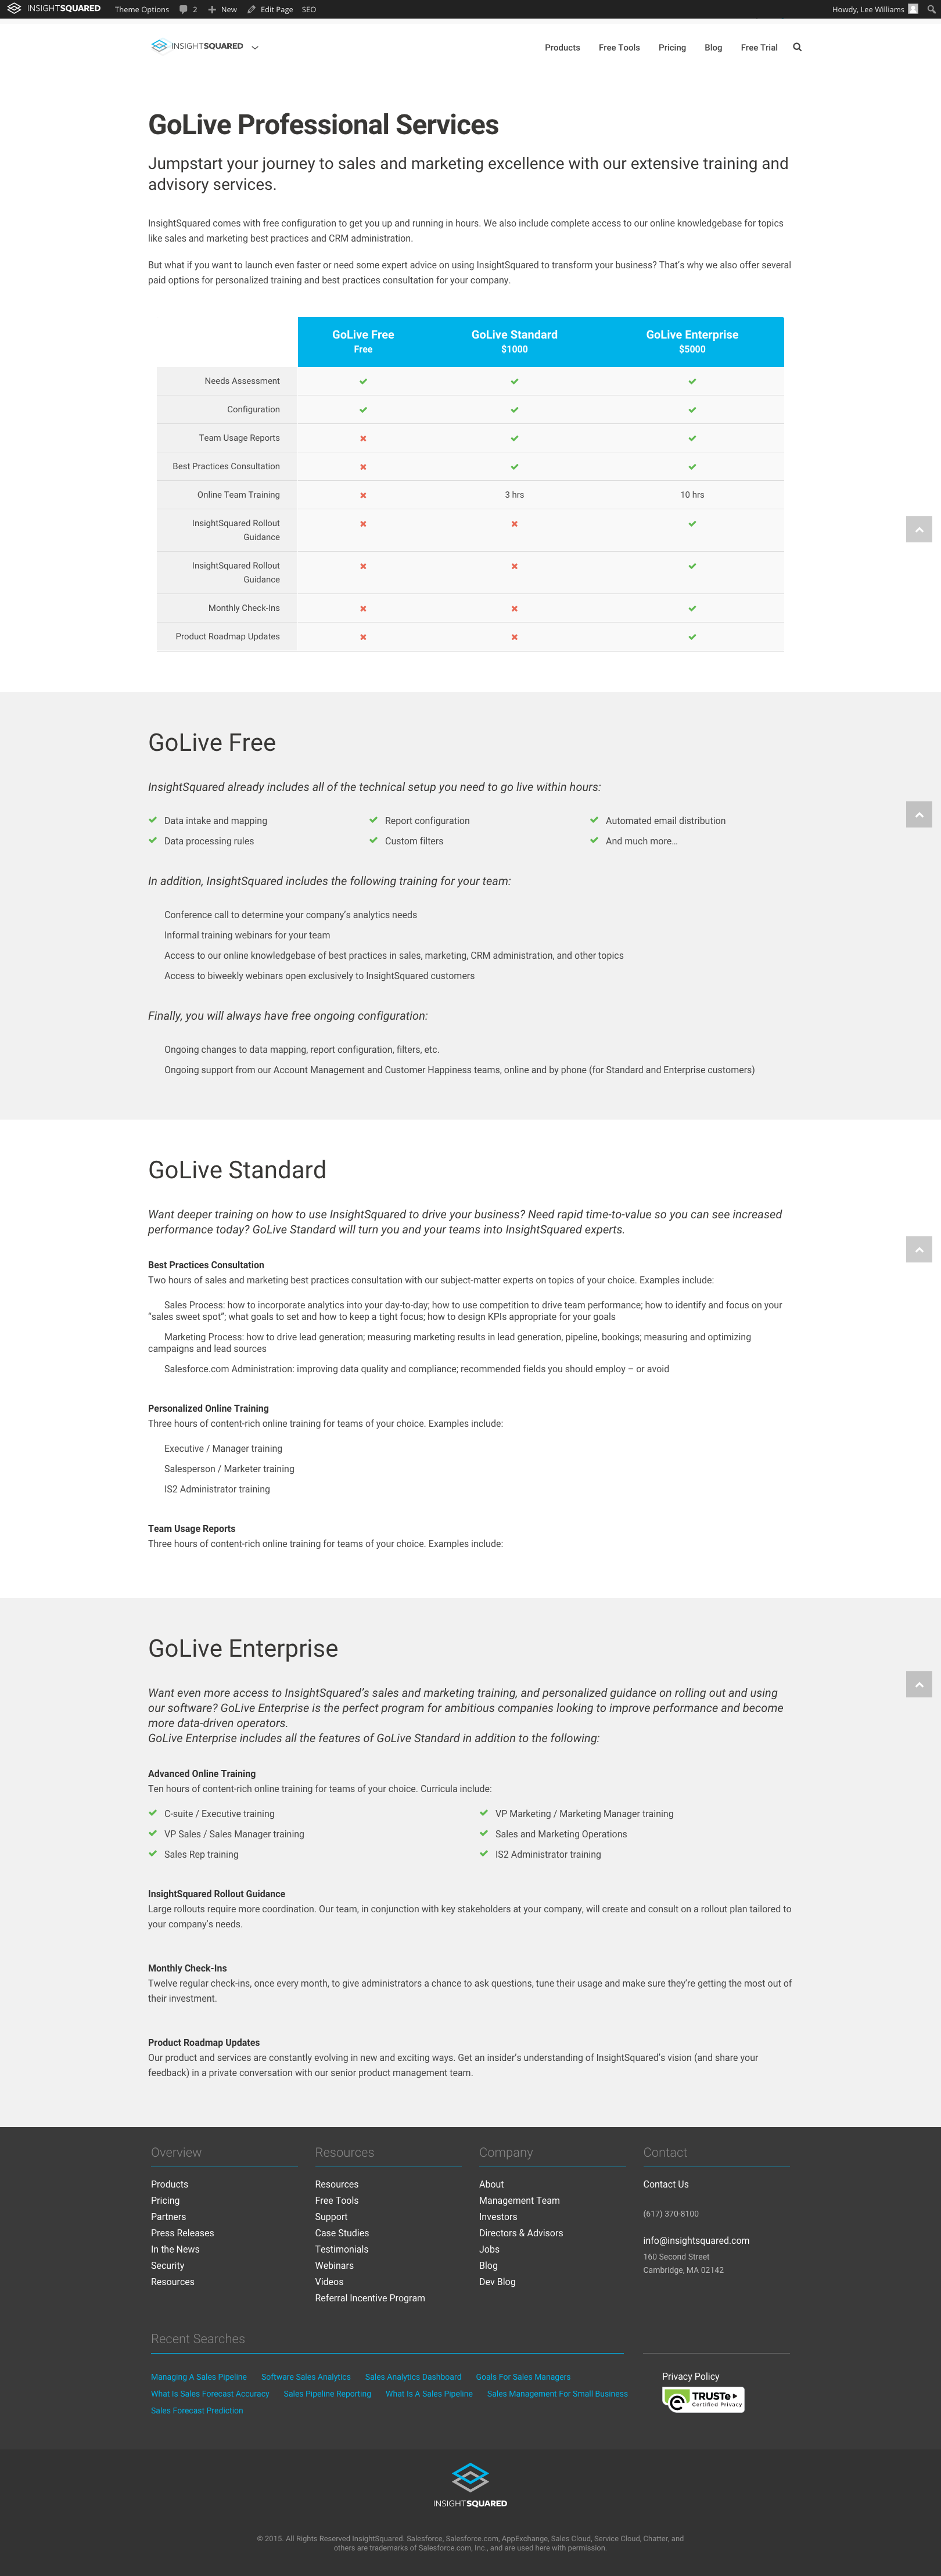 INSIGHTSQUARED Theme Options 2 New Edit Page SEO Howdy, Lee Williams
INSIGHTSQUARED Products Free Tools Pricing Blog Free Trial
GoLive Professional Services
Jumpstart your journey to sales and marketing excellence with our extensive training and
advisory services.
InsightSquared comes with free configuration to get you up and running in hours. We also include complete access to our online knowledgebase for topics
like sales and marketing best practices and CRM administration.
But what if you want to launch even faster or need some expert advice on using InsightSquared to transform your business? That's why we also offer several
paid options for personalized training and best practices consultation for your company.
GoLive Free GoLive Standard GoLive Enterprise
Free $1000 $5000
Needs Assessment
Configuration
Team Usage Reports
Best Practices Consultation
Online Team Training 3 hrs 10 hrs
InsightSquared Rollout
Guidance
InsightSquared Rollout
Guidance
Monthly Check-Ins
Product Roadmap Updates
GoLive Free
InsightSquared already includes all of the technical setup you need to go live within hours:
Data intake and mapping Report configuration Automated email distribution
Data processing rules Custom filters And much more...
In addition, InsightSquared includes the following training for your team:
Conference call to determine your company's analytics needs
Informal training webinars for your team
Access to our online knowledgebase of best practices in sales, marketing, CRM administration, and other topics
Access to biweekly webinars open exclusively to InsightSquared customers
Finally, you will always have free ongoing configuration:
Ongoing changes to data mapping, report configuration, filters, etc.
Ongoing support from our Account Management and Customer Happiness teams, online and by phone (for Standard and Enterprise customers)
GoLive Standard
Want deeper training on how to use InsightSquared to drive your business? Need rapid time-to-value so you can see increased
performance today? GoLive Standard will turn you and your teams into InsightSquared experts.
Best Practices Consultation
Two hours of sales and marketing best practices consultation with our subject-matter experts on topics of your choice. Examples include:
Sales Process: how to incorporate analytics into your day-to-day; how to use competition to drive team performance; how to identify and focus on your
"sales sweet spot"; what goals to set and how to keep a tight focus; how to design KPIs appropriate for your goals
Marketing Process: how to drive lead generation; measuring marketing results in lead generation, pipeline, bookings; measuring and optimizing
campaigns and lead sources
Salesforce.com Administration: improving data quality and compliance; recommended fields you should employ – or avoid
Personalized Online Training
Three hours of content-rich online training for teams of your choice. Examples include:
Executive / Manager training
Salesperson / Marketer training
IS2 Administrator training
Team Usage Reports
Three hours of content-rich online training for teams of your choice. Examples include:
GoLive Enterprise
Want even more access to InsightSquared's sales and marketing training, and personalized guidance on rolling out and using
our software? GoLive Enterprise is the perfect program for ambitious companies looking to improve performance and become
more data-driven operators.
GoLive Enterprise includes all the features of GoLive Standard in addition to the following:
Advanced Online Training
Ten hours of content-rich online training for teams of your choice. Curricula include:
C-suite / Executive training VP Marketing / Marketing Manager training
VP Sales / Sales Manager training Sales and Marketing Operations
Sales Rep training IS2 Administrator training
InsightSquared Rollout Guidance
Large rollouts require more coordination. Our team, in conjunction with key stakeholders at your company, will create and consult on a rollout plan tailored to
your company's needs.
Monthly Check-Ins
Twelve regular check-ins, once every month, to give administrators a chance to ask questions, tune their usage and make sure they're getting the most out of
their investment.
Product Roadmap Updates
Our product and services are constantly evolving in new and exciting ways. Get an insider's understanding of InsightSquared's vision (and share your
feedback) in a private conversation with our senior product management team.
Overview Resources Company Contact
Products Resources About Contact Us
Pricing Free Tools Management Team
Partners Support Investors (617) 370-8100
Press Releases Case Studies Directors & Advisors
In the News Testimonials Jobs info@insightsquared.com
Security Webinars Blog 160 Second Street
Resources Videos Dev Blog Cambridge, MA 02142
Referral Incentive Program
Recent Searches
Managing A Sales Pipeline Software Sales Analytics Sales Analytics Dashboard Goals For Sales Managers Privacy Policy
What Is Sales Forecast Accuracy Sales Pipeline Reporting What Is A Sales Pipeline Sales Management For Small Business
Sales Forecast Prediction
TRUSTe
Certified Privacy
INSIGHTSQUARED
© 2015. All Rights Reserved InsightSquared. Salesforce, Salesforce.com, AppExchange, Sales Cloud, Service Cloud, Chatter, and
others are trademarks of Salesforce.com, Inc., and are used here with permission.